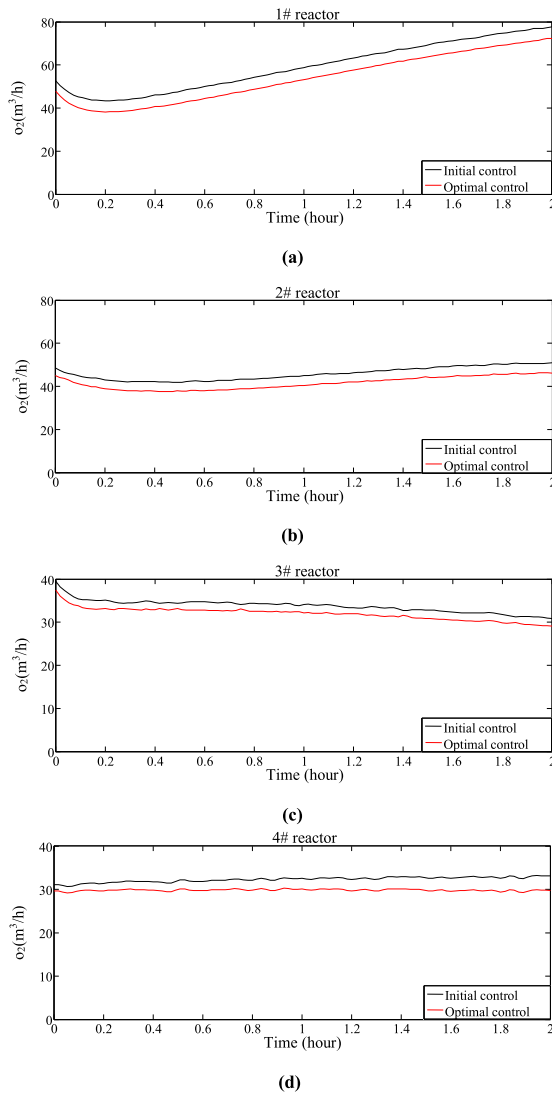 1# reactor
80
60
40
20
0
o₂(m³/h)
Initial control
Optimal control
0 0.2 0.4 0.6 0.8 1 1.2 1.4 1.6 1.8 2
Time (hour)
(a)
2# reactor
80
60
40
20
0
o₂(m³/h)
Initial control
Optimal control
0 0.2 0.4 0.6 0.8 1 1.2 1.4 1.6 1.8 2
Time (hour)
(b)
3# reactor
40
30
20
10
0
o₂(m³/h)
Initial control
Optimal control
0 0.2 0.4 0.6 0.8 1 1.2 1.4 1.6 1.8 2
Time (hour)
(c)
4# reactor
40
30
20
10
0
o₂(m³/h)
Initial control
Optimal control
0 0.2 0.4 0.6 0.8 1 1.2 1.4 1.6 1.8 2
Time (hour)
(d)